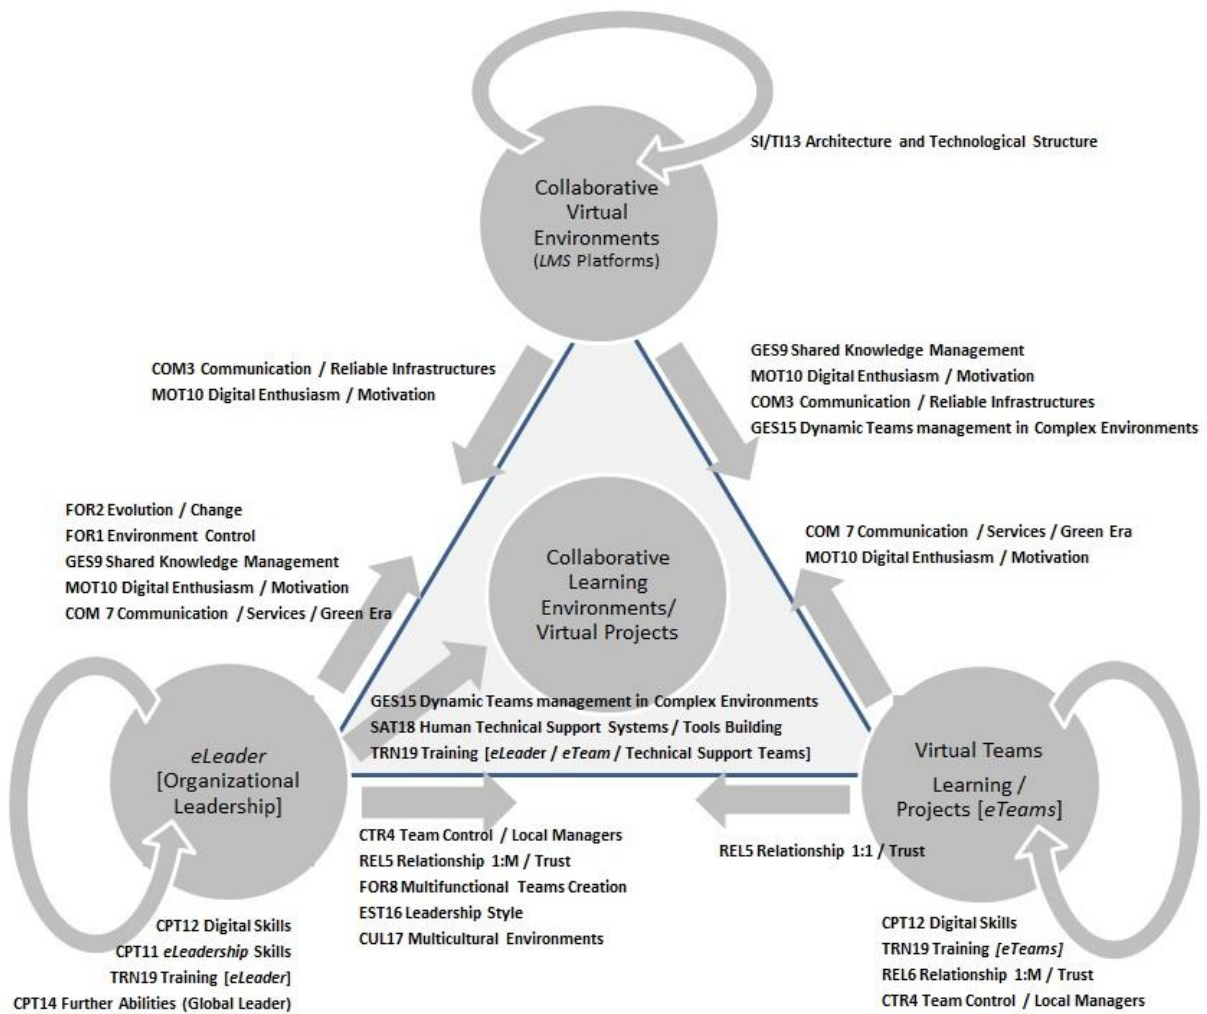 SI/TI13 Architecture and Technological Structure
Collaborative
Virtual
Environments
(LMS Platforms)
COM3 Communication / Reliable Infrastructures
MOT10 Digital Enthusiasm / Motivation
GES9 Shared Knowledge Management
MOT10 Digital Enthusiasm / Motivation
COM3 Communication / Reliable Infrastructures
GES15 Dynamic Teams management in Complex Environments
FOR2 Evolution / Change
FOR1 Environment Control
GES9 Shared Knowledge Management
MOT10 Digital Enthusiasm / Motivation
COM 7 Communication / Services / Green Era
COM 7 Communication / Services / Green Era
MOT10 Digital Enthusiasm / Motivation
Collaborative
Learning
Environments/
Virtual Projects
GES15 Dynamic Teams management in Complex Environments
SAT18 Human Technical Support Systems / Tools Building
TRN19 Training [eLeader / eTeam / Technical Support Teams]
eLeader
[Organizational
Leadership]
Virtual Teams
Learning /
Projects [eTeams]
CTR4 Team Control / Local Managers
REL5 Relationship 1:M / Trust
FOR8 Multifunctional Teams Creation
EST16 Leadership Style
CUL17 Multicultural Environments
REL5 Relationship 1:1 / Trust
CPT12 Digital Skills
CPT11 eLeadership Skills
TRN19 Training [eLeader]
CPT14 Further Abilities (Global Leader)
CPT12 Digital Skills
TRN19 Training [eTeams]
REL6 Relationship 1:M / Trust
CTR4 Team Control / Local Managers